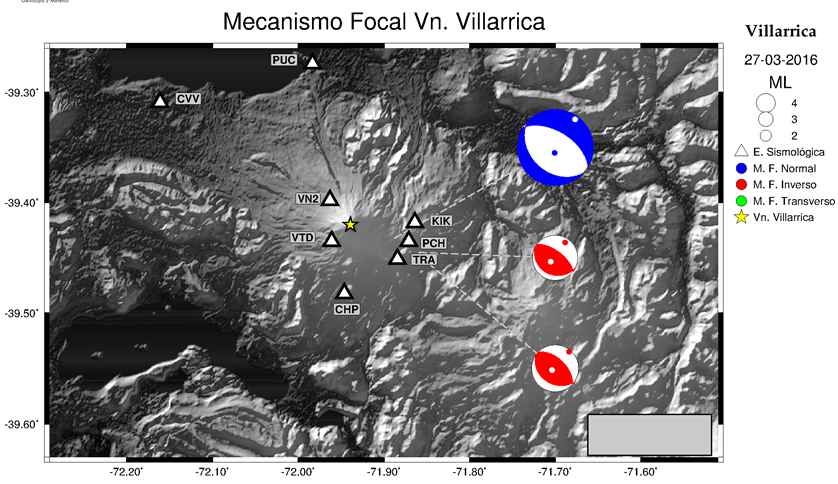 Geología y Minería
Mecanismo Focal Vn. Villarrica
Villarrica
27-03-2016
ML
4
3
2
E. Sismológica
M. F. Normal
M. F. Inverso
M. F. Transverso
Vn. Villarrica
PUC
CVV
VN2
KIK
VTD
PCH
TRA
CHP
-39.30°
-39.40°
-39.50°
-39.60°
-72.20° -72.10° -72.00° -71.90° -71.80° -71.70° -71.60°